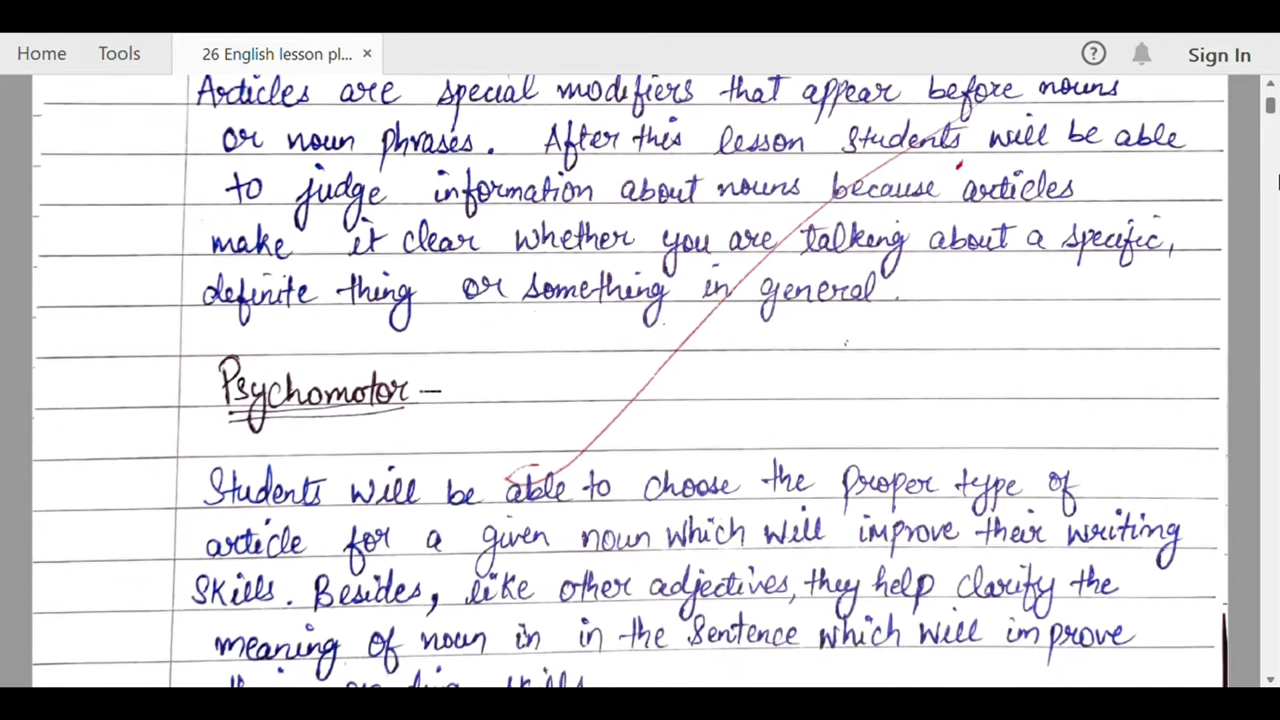 Home Tools 26 English lesson pl... × ? Sign In
Articles are special modifiers that appear before nouns
or noun phrases. After this lesson students will be able
to judge information about nouns because articles
make it clear whether you are talking about a specific,
definite thing or something in general.
Psychomotor -
Students will be able to choose the proper type of
article for a given noun which will improve their writing
skills. Besides, like other adjectives, they help clarify the
meaning of noun in in the sentence which will improve
skills